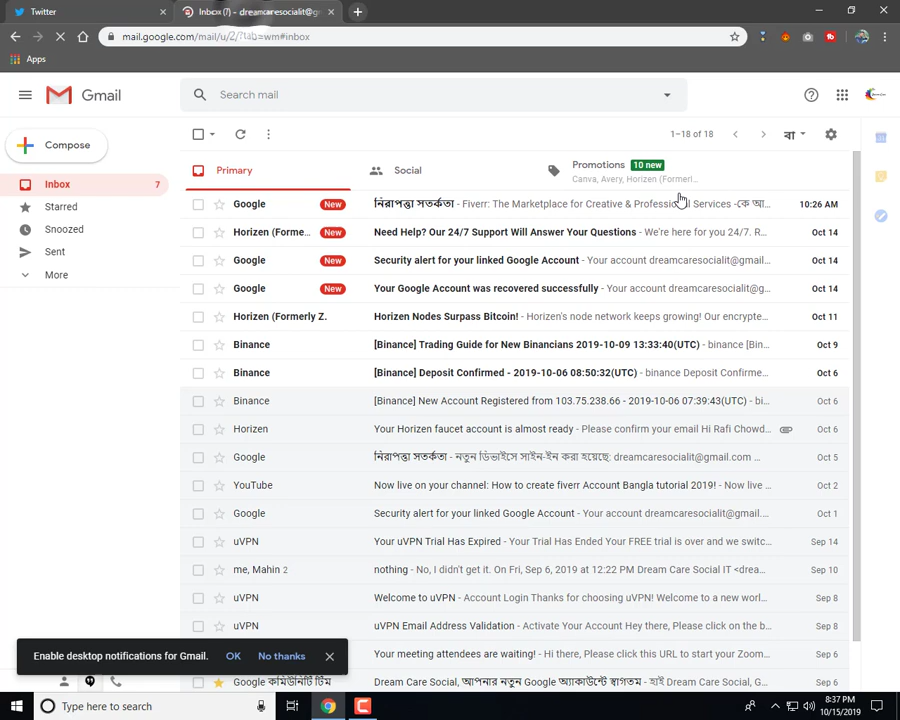 Twitter
Inbox (7) - dreamcaresocialit@gr
mail.google.com/mail/u/2/?tab=wm#inbox
Apps
Gmail
Search mail
Compose
1–18 of 18
বা
Inbox 7
Starred
Snoozed
Sent
More
Primary
Social
Promotions 10 new
Canva, Avery, Horizen (Formerl...
Google New নিরাপত্তা সতর্কতা - Fiverr: The Marketplace for Creative & Professional Services -কে আ... 10:26 AM
Horizen (Forme... New Need Help? Our 24/7 Support Will Answer Your Questions - We're here for you 24/7. R... Oct 14
Google New Security alert for your linked Google Account - Your account dreamcaresocialit@gmail... Oct 14
Google New Your Google Account was recovered successfully - Your account dreamcaresocialit@g... Oct 14
Horizen (Formerly Z. Horizen Nodes Surpass Bitcoin! - Horizen's node network keeps growing! Our encrypte... Oct 11
Binance [Binance] Trading Guide for New Binancians 2019-10-09 13:33:40(UTC) - binance [Bin... Oct 9
Binance [Binance] Deposit Confirmed - 2019-10-06 08:50:32(UTC) - binance Deposit Confirme... Oct 6
Binance [Binance] New Account Registered from 103.75.238.66 - 2019-10-06 07:39:43(UTC) - bi... Oct 6
Horizen Your Horizen faucet account is almost ready - Please confirm your email Hi Rafi Chowd... Oct 6
Google নিরাপত্তা সতর্কতা - নতুন ডিভাইসে সাইন-ইন করা হয়েছে: dreamcaresocialit@gmail.com ... Oct 5
YouTube Now live on your channel: How to create fiverr Account Bangla tutorial 2019! - Now live ... Oct 2
Google Security alert for your linked Google Account - Your account dreamcaresocialit@gmail. Oct 1
uVPN Your uVPN Trial Has Expired - Your Trial Has Ended Your FREE trial is over and we switc... Sep 14
me, Mahin 2 nothing - No, I didn't get it. On Fri, Sep 6, 2019 at 12:22 PM Dream Care Social IT <drea... Sep 10
uVPN Welcome to uVPN - Account Login Thanks for choosing uVPN! Welcome to a new worl... Sep 8
uVPN uVPN Email Address Validation - Activate Your Account Hey there, Please click on the b... Sep 8
Your meeting attendees are waiting! - Hi there, Please click this URL to start your Zoom... Sep 6
Google কমিউনিটি টিম Dream Care Social, আপনার নতুন Google অ্যাকাউন্টে স্বাগতম - হাই Dream Care Social... Sep 6
Enable desktop notifications for Gmail. OK No thanks
Type here to search
8:37 PM
10/15/2019